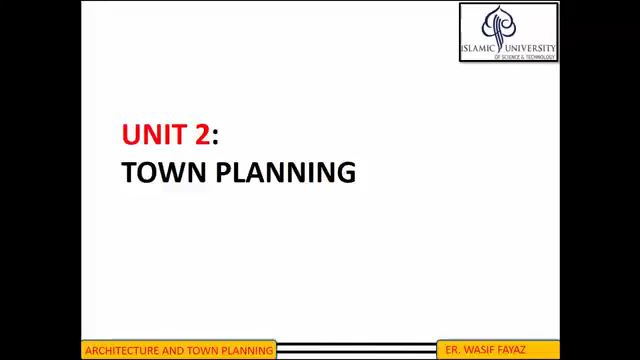 ISLAMIC UNIVERSITY
OF SCIENCE & TECHNOLOGY
UNIT 2:
TOWN PLANNING
ARCHITECTURE AND TOWN PLANNING
ER. WASIF FAYAZ